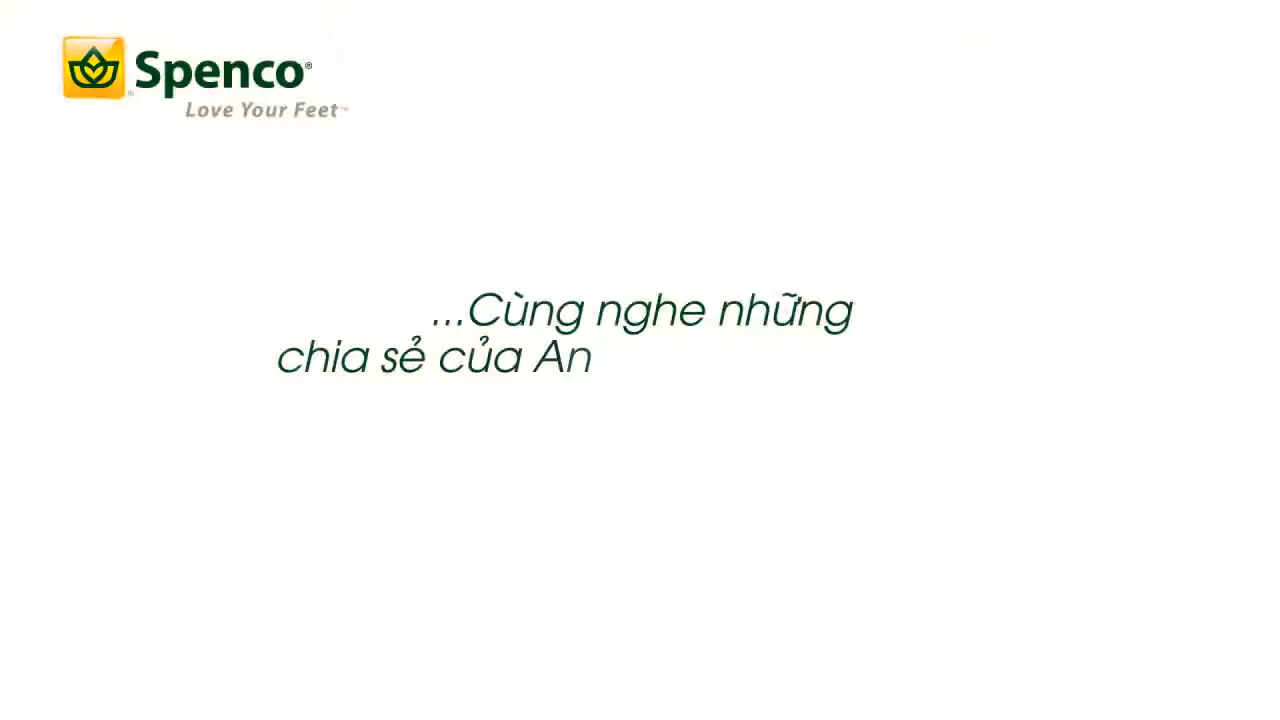 Spenco®
Love Your Feet™
...Cùng nghe những
chia sẻ của An